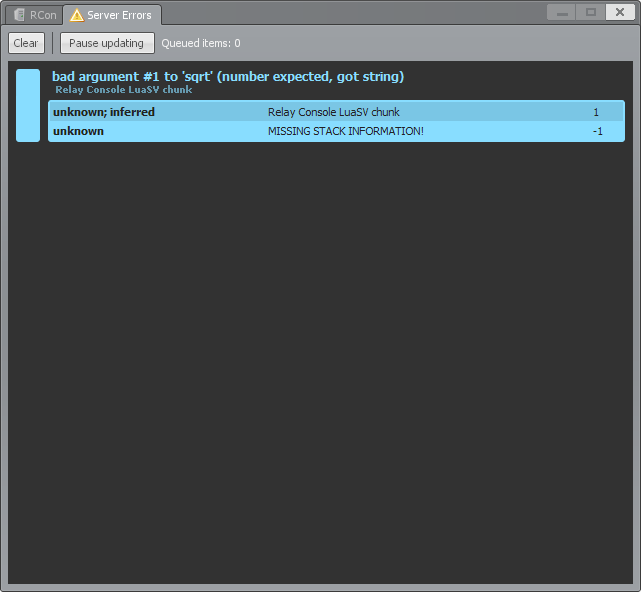 RCon Server Errors
Clear Pause updating Queued items: 0
bad argument #1 to 'sqrt' (number expected, got string)
Relay Console LuaSV chunk
unknown; inferred Relay Console LuaSV chunk 1
unknown MISSING STACK INFORMATION! -1